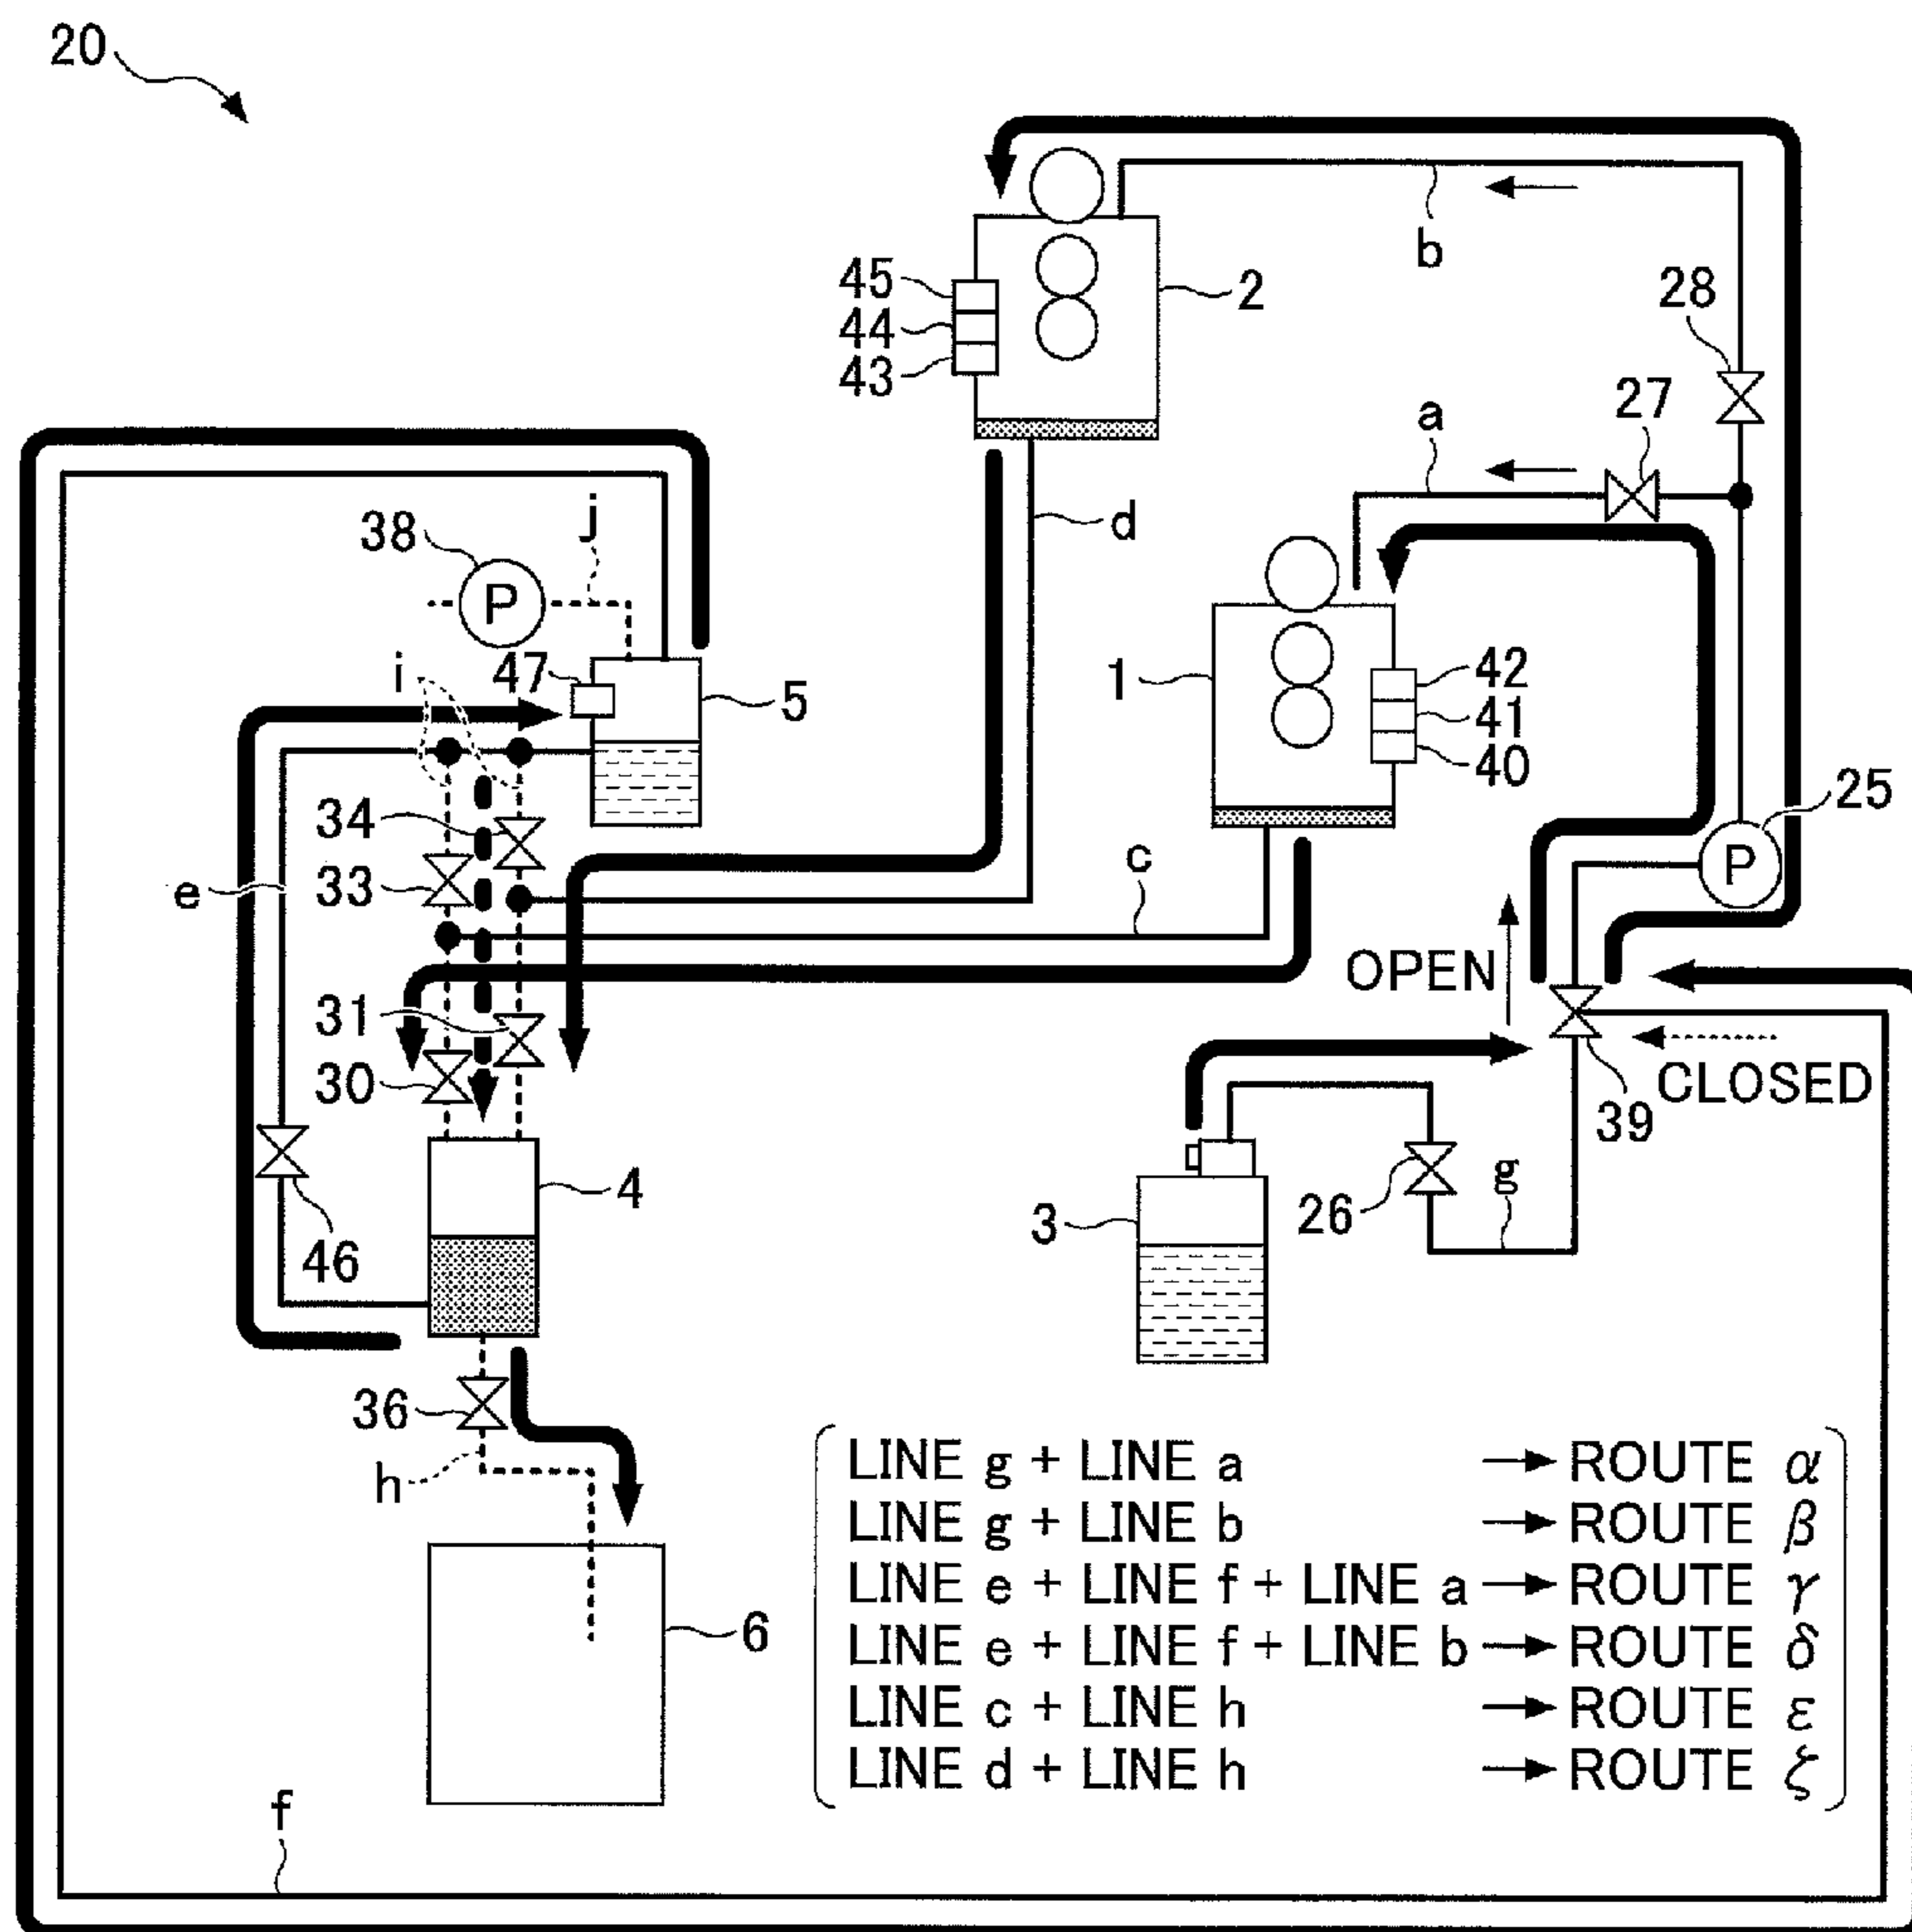 20
b
45
44
43
2
28
27
a
d
38
P
j
i
47
5
1
42
41
40
25
P
34
33
e
c
OPEN
31
30
CLOSED
39
4
3
26
g
46
36
h
6
f
LINE g + LINE a → ROUTE α
LINE g + LINE b → ROUTE β
LINE e + LINE f + LINE a → ROUTE γ
LINE e + LINE f + LINE b → ROUTE δ
LINE c + LINE h → ROUTE ε
LINE d + LINE h → ROUTE ζ